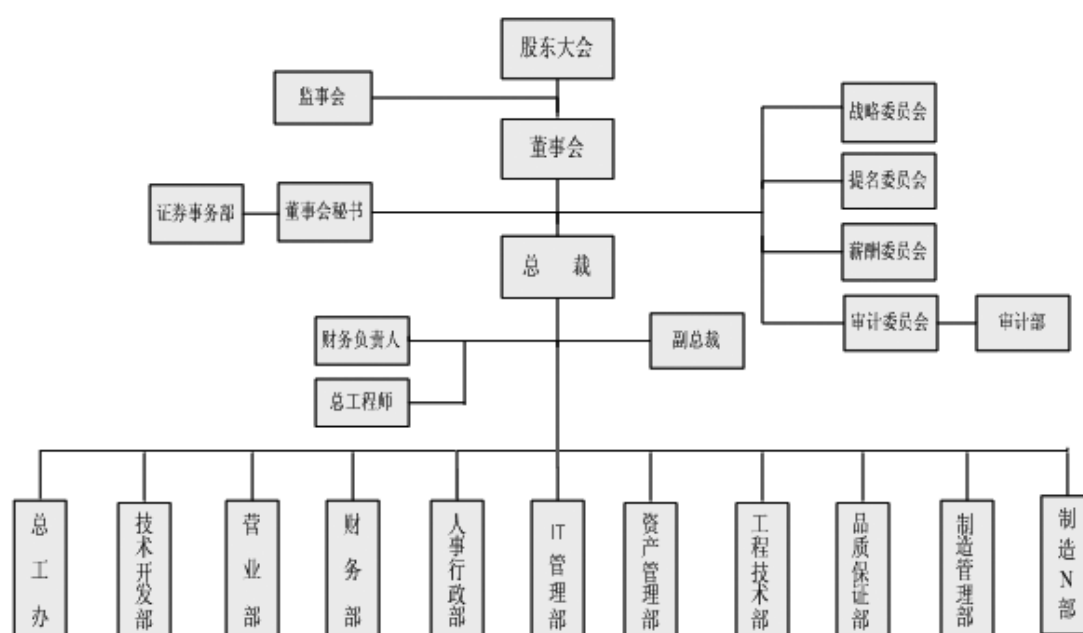 股东大会
监事会
董事会
战略委员会
提名委员会
证券事务部
董事会秘书
总 裁
薪酬委员会
审计委员会
审计部
财务负责人
副总裁
总工程师
总工办
技术开发部
营业部
财务部
人事行政部
IT管理部
资产管理部
工程技术部
品质保证部
制造管理部
制造N部